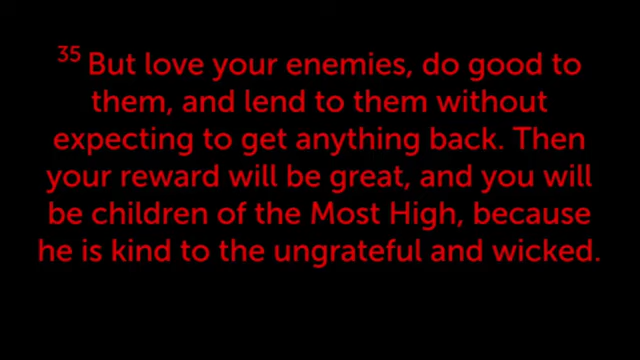 35 But love your enemies, do good to
them, and lend to them without
expecting to get anything back. Then
your reward will be great, and you will
be children of the Most High, because
he is kind to the ungrateful and wicked.